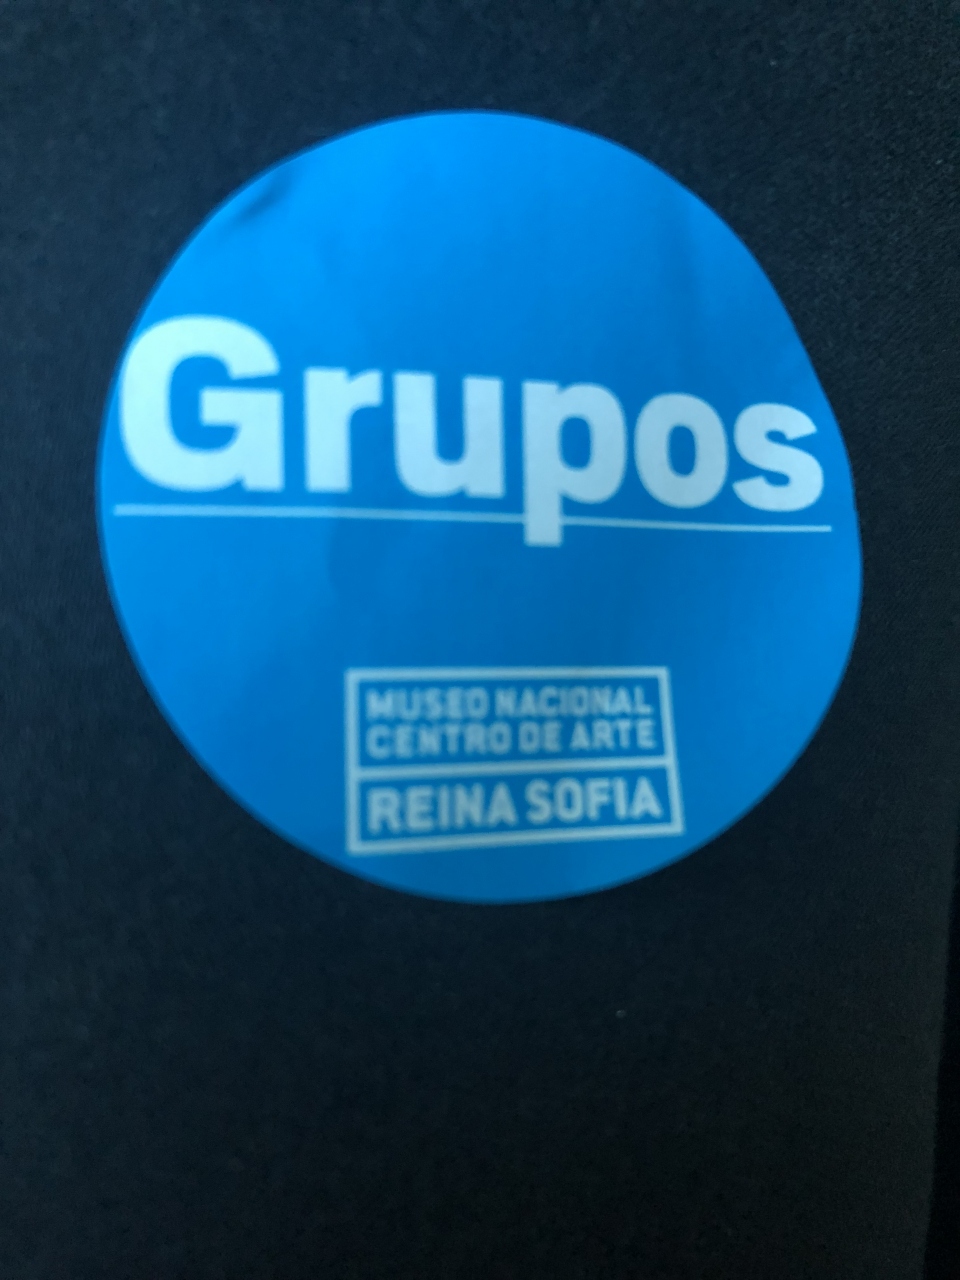 Grupos
MUSEO NACIONAL
CENTRO DE ARTE
REINA SOFIA